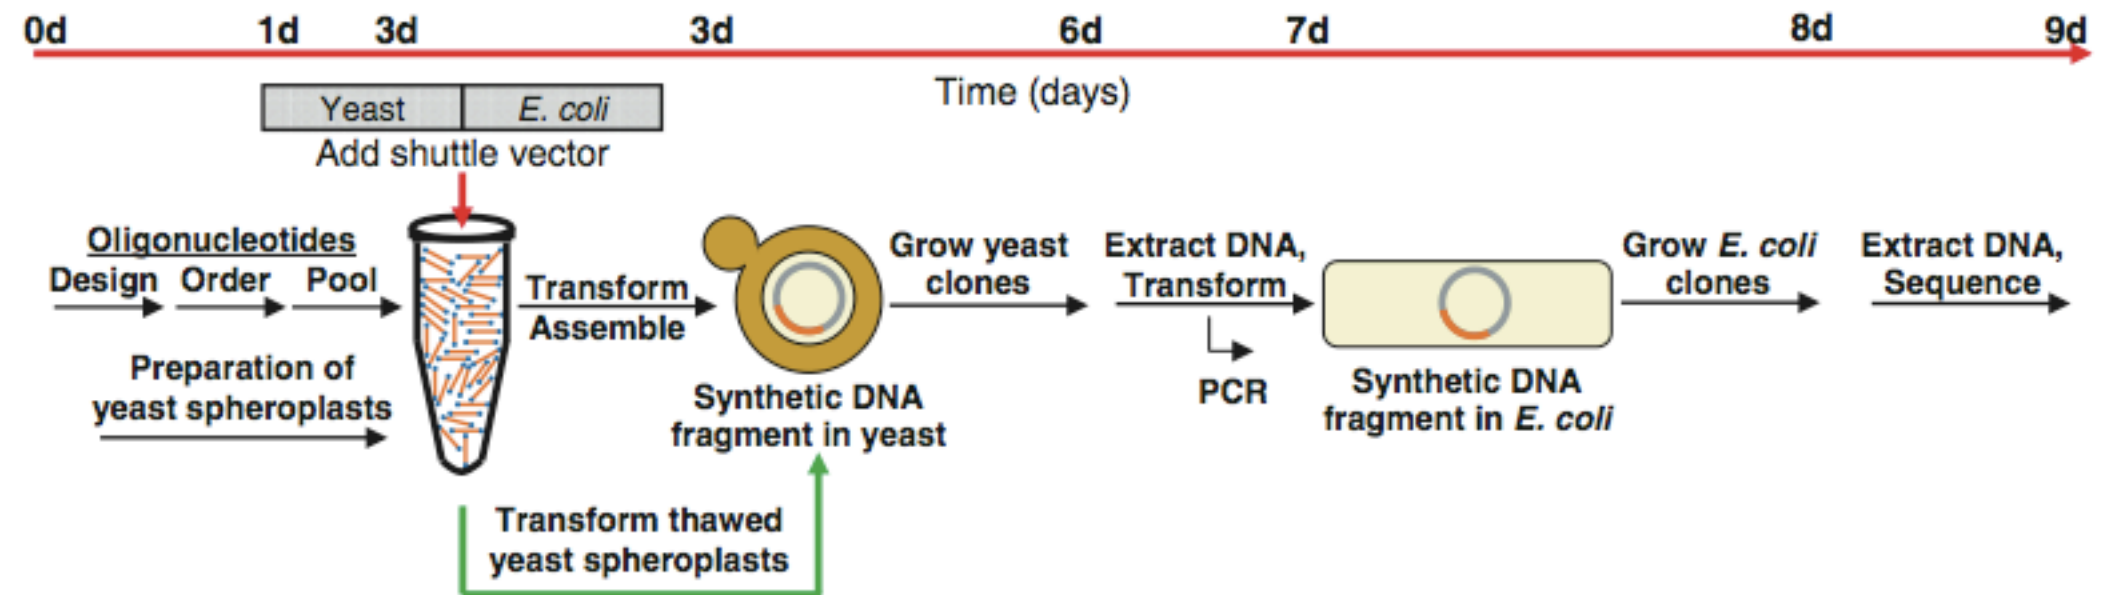 0d 1d 3d 3d 6d 7d 8d 9d
Time (days)
Yeast E. coli
Add shuttle vector
Oligonucleotides
Design Order Pool
Preparation of
yeast spheroplasts
Transform
Assemble
Synthetic DNA
fragment in yeast
Transform thawed
yeast spheroplasts
Grow yeast
clones
Extract DNA,
Transform
PCR
Synthetic DNA
fragment in E. coli
Grow E. coli
clones
Extract DNA,
Sequence